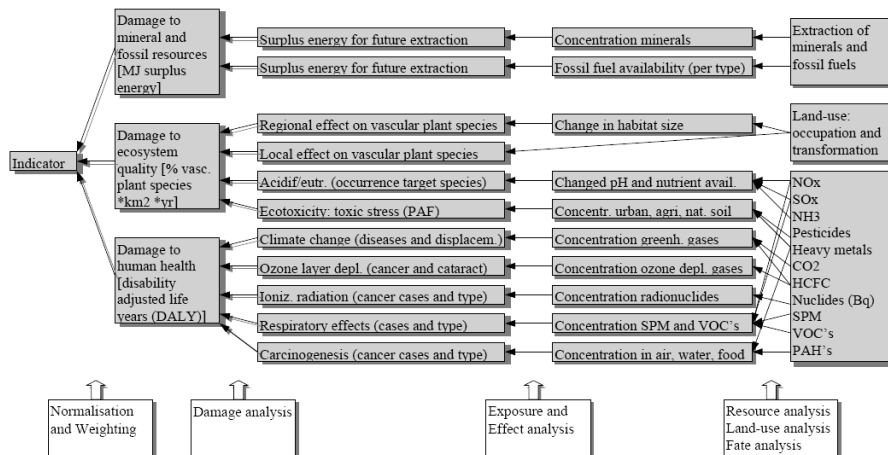 Damage to
mineral and
fossil resources
[MJ surplus
energy]
Surplus energy for future extraction
Concentration minerals
Surplus energy for future extraction
Fossil fuel availability (per type)
Extraction of
minerals and
fossil fuels
Indicator
Damage to
ecosystem
quality [% vasc.
plant species
*km2 *yr]
Regional effect on vascular plant species
Change in habitat size
Local effect on vascular plant species
Land-use:
occupation and
transformation
Acidif/eutr. (occurrence target species)
Changed pH and nutrient avail.
Ecotoxicity: toxic stress (PAF)
Concentr. urban, agri, nat. soil
Damage to
human health
[disability
adjusted life
years (DALY)]
Climate change (diseases and displacem.)
Concentration greenh. gases
Ozone layer depl. (cancer and cataract)
Concentration ozone depl. gases
Ioniz. radiation (cancer cases and type)
Concentration radionuclides
Respiratory effects (cases and type)
Concentration SPM and VOC's
Carcinogenesis (cancer cases and type)
Concentration in air, water, food
NOx
SOx
NH3
Pesticides
Heavy metals
CO2
HCFC
Nuclides (Bq)
SPM
VOC's
PAH's
Normalisation
and Weighting
Damage analysis
Exposure and
Effect analysis
Resource analysis
Land-use analysis
Fate analysis